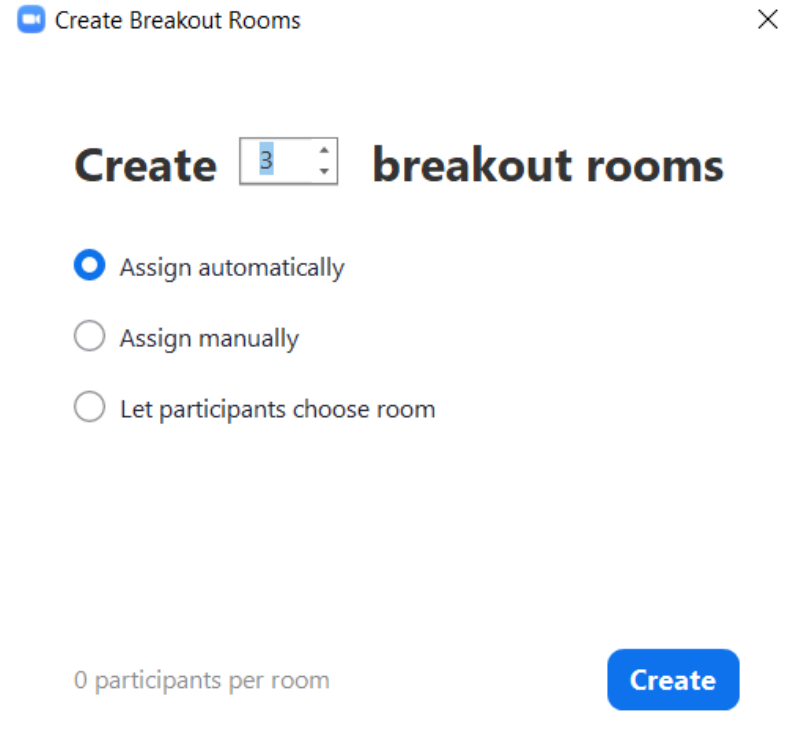 Create Breakout Rooms
Create 3 breakout rooms
Assign automatically
Assign manually
Let participants choose room
0 participants per room
Create